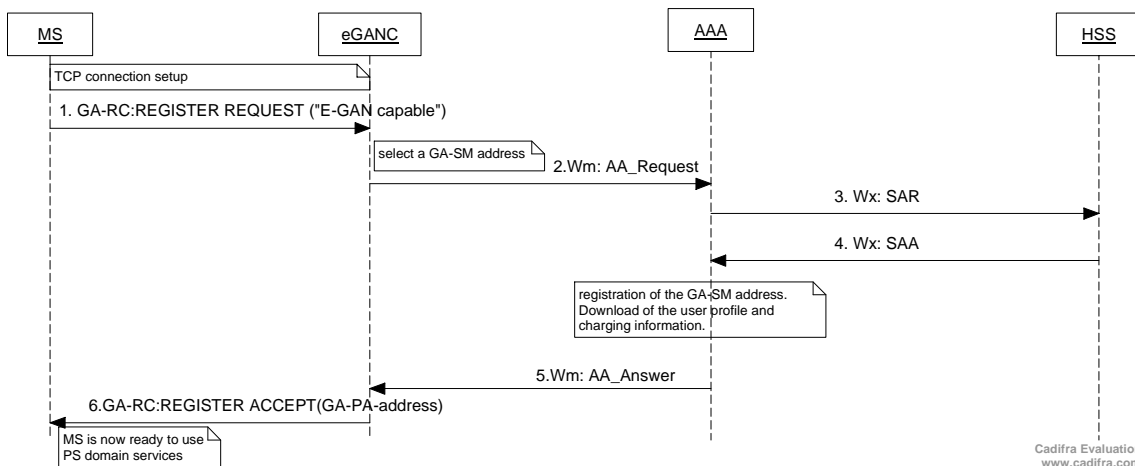 MS
eGANC
AAA
HSS
TCP connection setup
1. GA-RC:REGISTER REQUEST ("E-GAN capable")
select a GA-SM address
2.Wm: AA_Request
3. Wx: SAR
4. Wx: SAA
registration of the GA-SM address.
Download of the user profile and
charging information.
5.Wm: AA_Answer
6.GA-RC:REGISTER ACCEPT(GA-PA-address)
MS is now ready to use
PS domain services
Cadifra Evaluation
www.cadifra.com